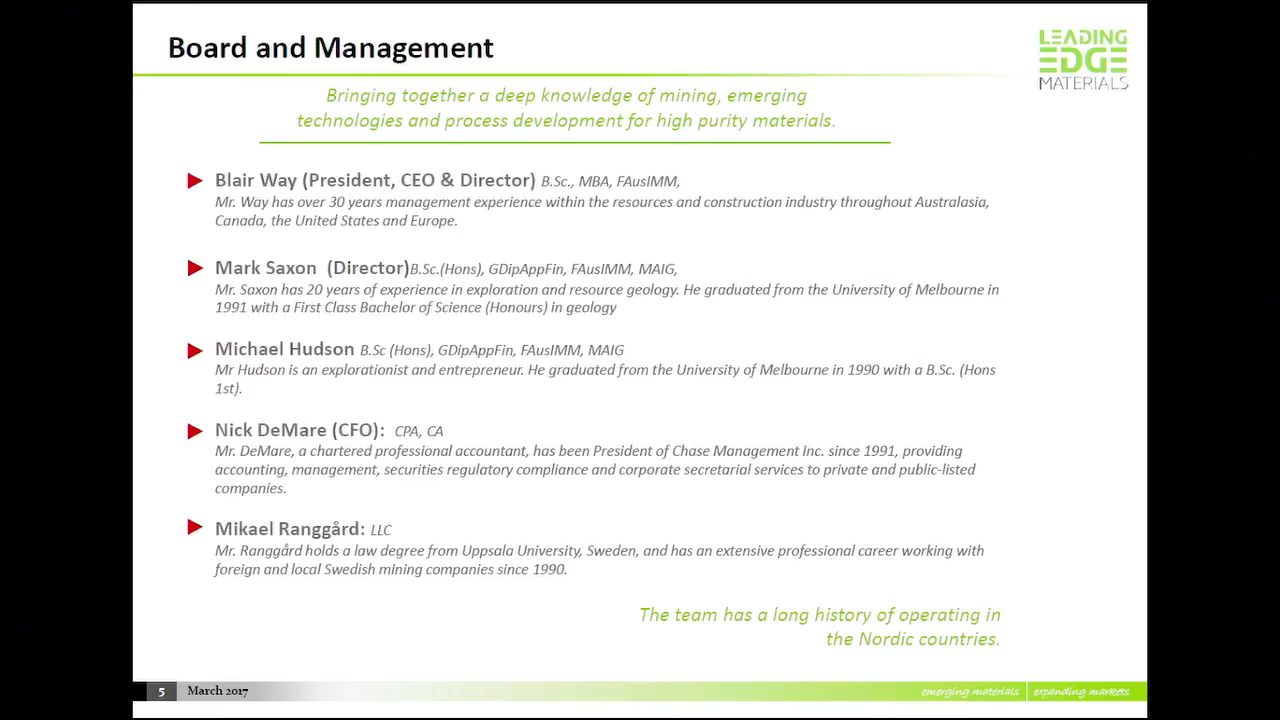 Board and Management
LEADING
EDGE
MATERIALS
Bringing together a deep knowledge of mining, emerging
technologies and process development for high purity materials.
Blair Way (President, CEO & Director) B.Sc., MBA, FAusIMM,
Mr. Way has over 30 years management experience within the resources and construction industry throughout Australasia,
Canada, the United States and Europe.
Mark Saxon (Director)B.Sc.(Hons), GDipAppFin, FAusIMM, MAIG,
Mr. Saxon has 20 years of experience in exploration and resource geology. He graduated from the University of Melbourne in
1991 with a First Class Bachelor of Science (Honours) in geology
Michael Hudson B.Sc (Hons), GDipAppFin, FAusIMM, MAIG
Mr Hudson is an explorationist and entrepreneur. He graduated from the University of Melbourne in 1990 with a B.Sc. (Hons
1st).
Nick DeMare (CFO): CPA, CA
Mr. DeMare, a chartered professional accountant, has been President of Chase Management Inc. since 1991, providing
accounting, management, securities regulatory compliance and corporate secretarial services to private and public-listed
companies.
Mikael Ranggård: LLC
Mr. Ranggård holds a law degree from Uppsala University, Sweden, and has an extensive professional career working with
foreign and local Swedish mining companies since 1990.
The team has a long history of operating in
the Nordic countries.
5 March 2017 emerging materials expanding markets